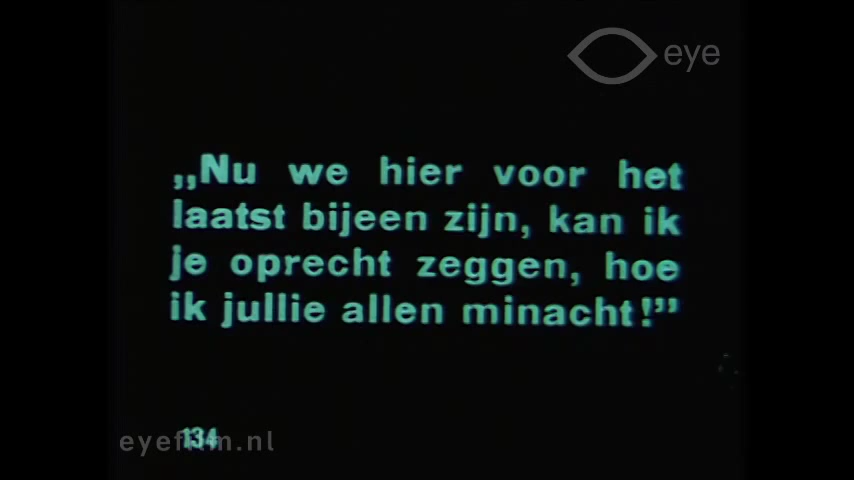 eye
„Nu we hier voor het
laatst bijeen zijn, kan ik
je oprecht zeggen, hoe
ik jullie allen minacht!”
134
eyefilm.nl